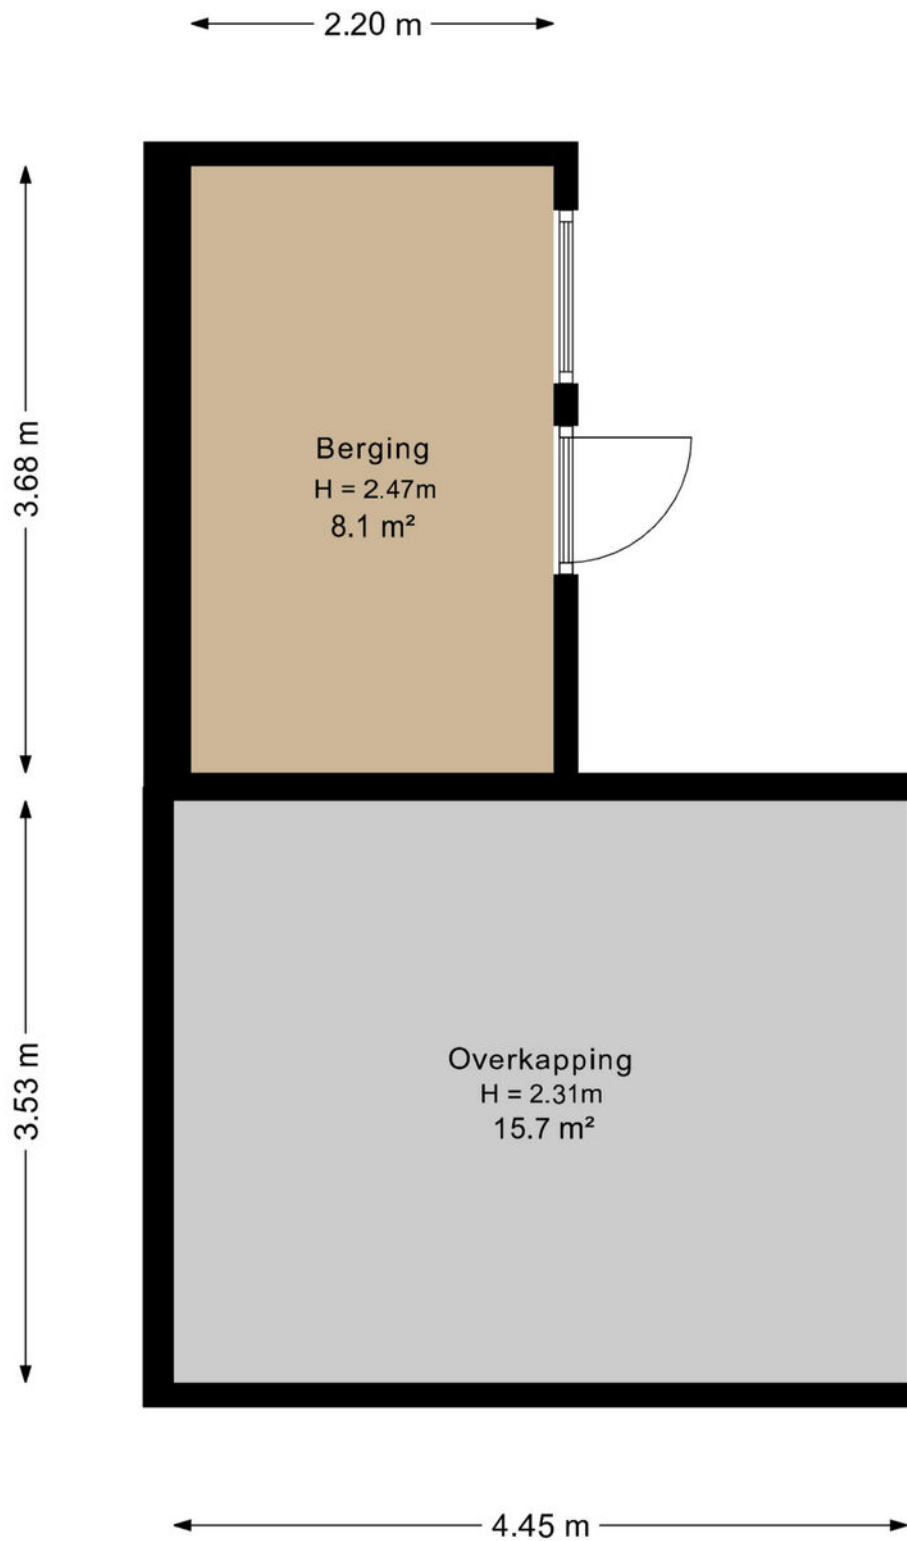 2.20 m
3.68 m
Berging
H = 2.47m
8.1 m²
3.53 m
Overkapping
H = 2.31m
15.7 m²
4.45 m